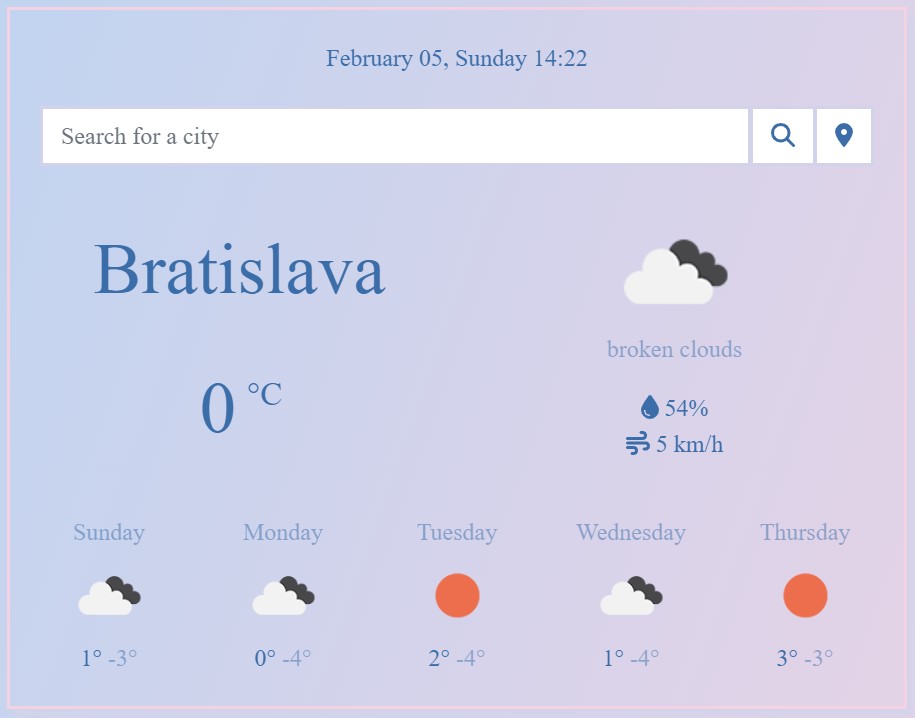 February 05, Sunday 14:22
Search for a city
Bratislava
0 °C
broken clouds
54%
5 km/h
Sunday Monday Tuesday Wednesday Thursday
1° -3° 0° -4° 2° -4° 1° -4° 3° -3°